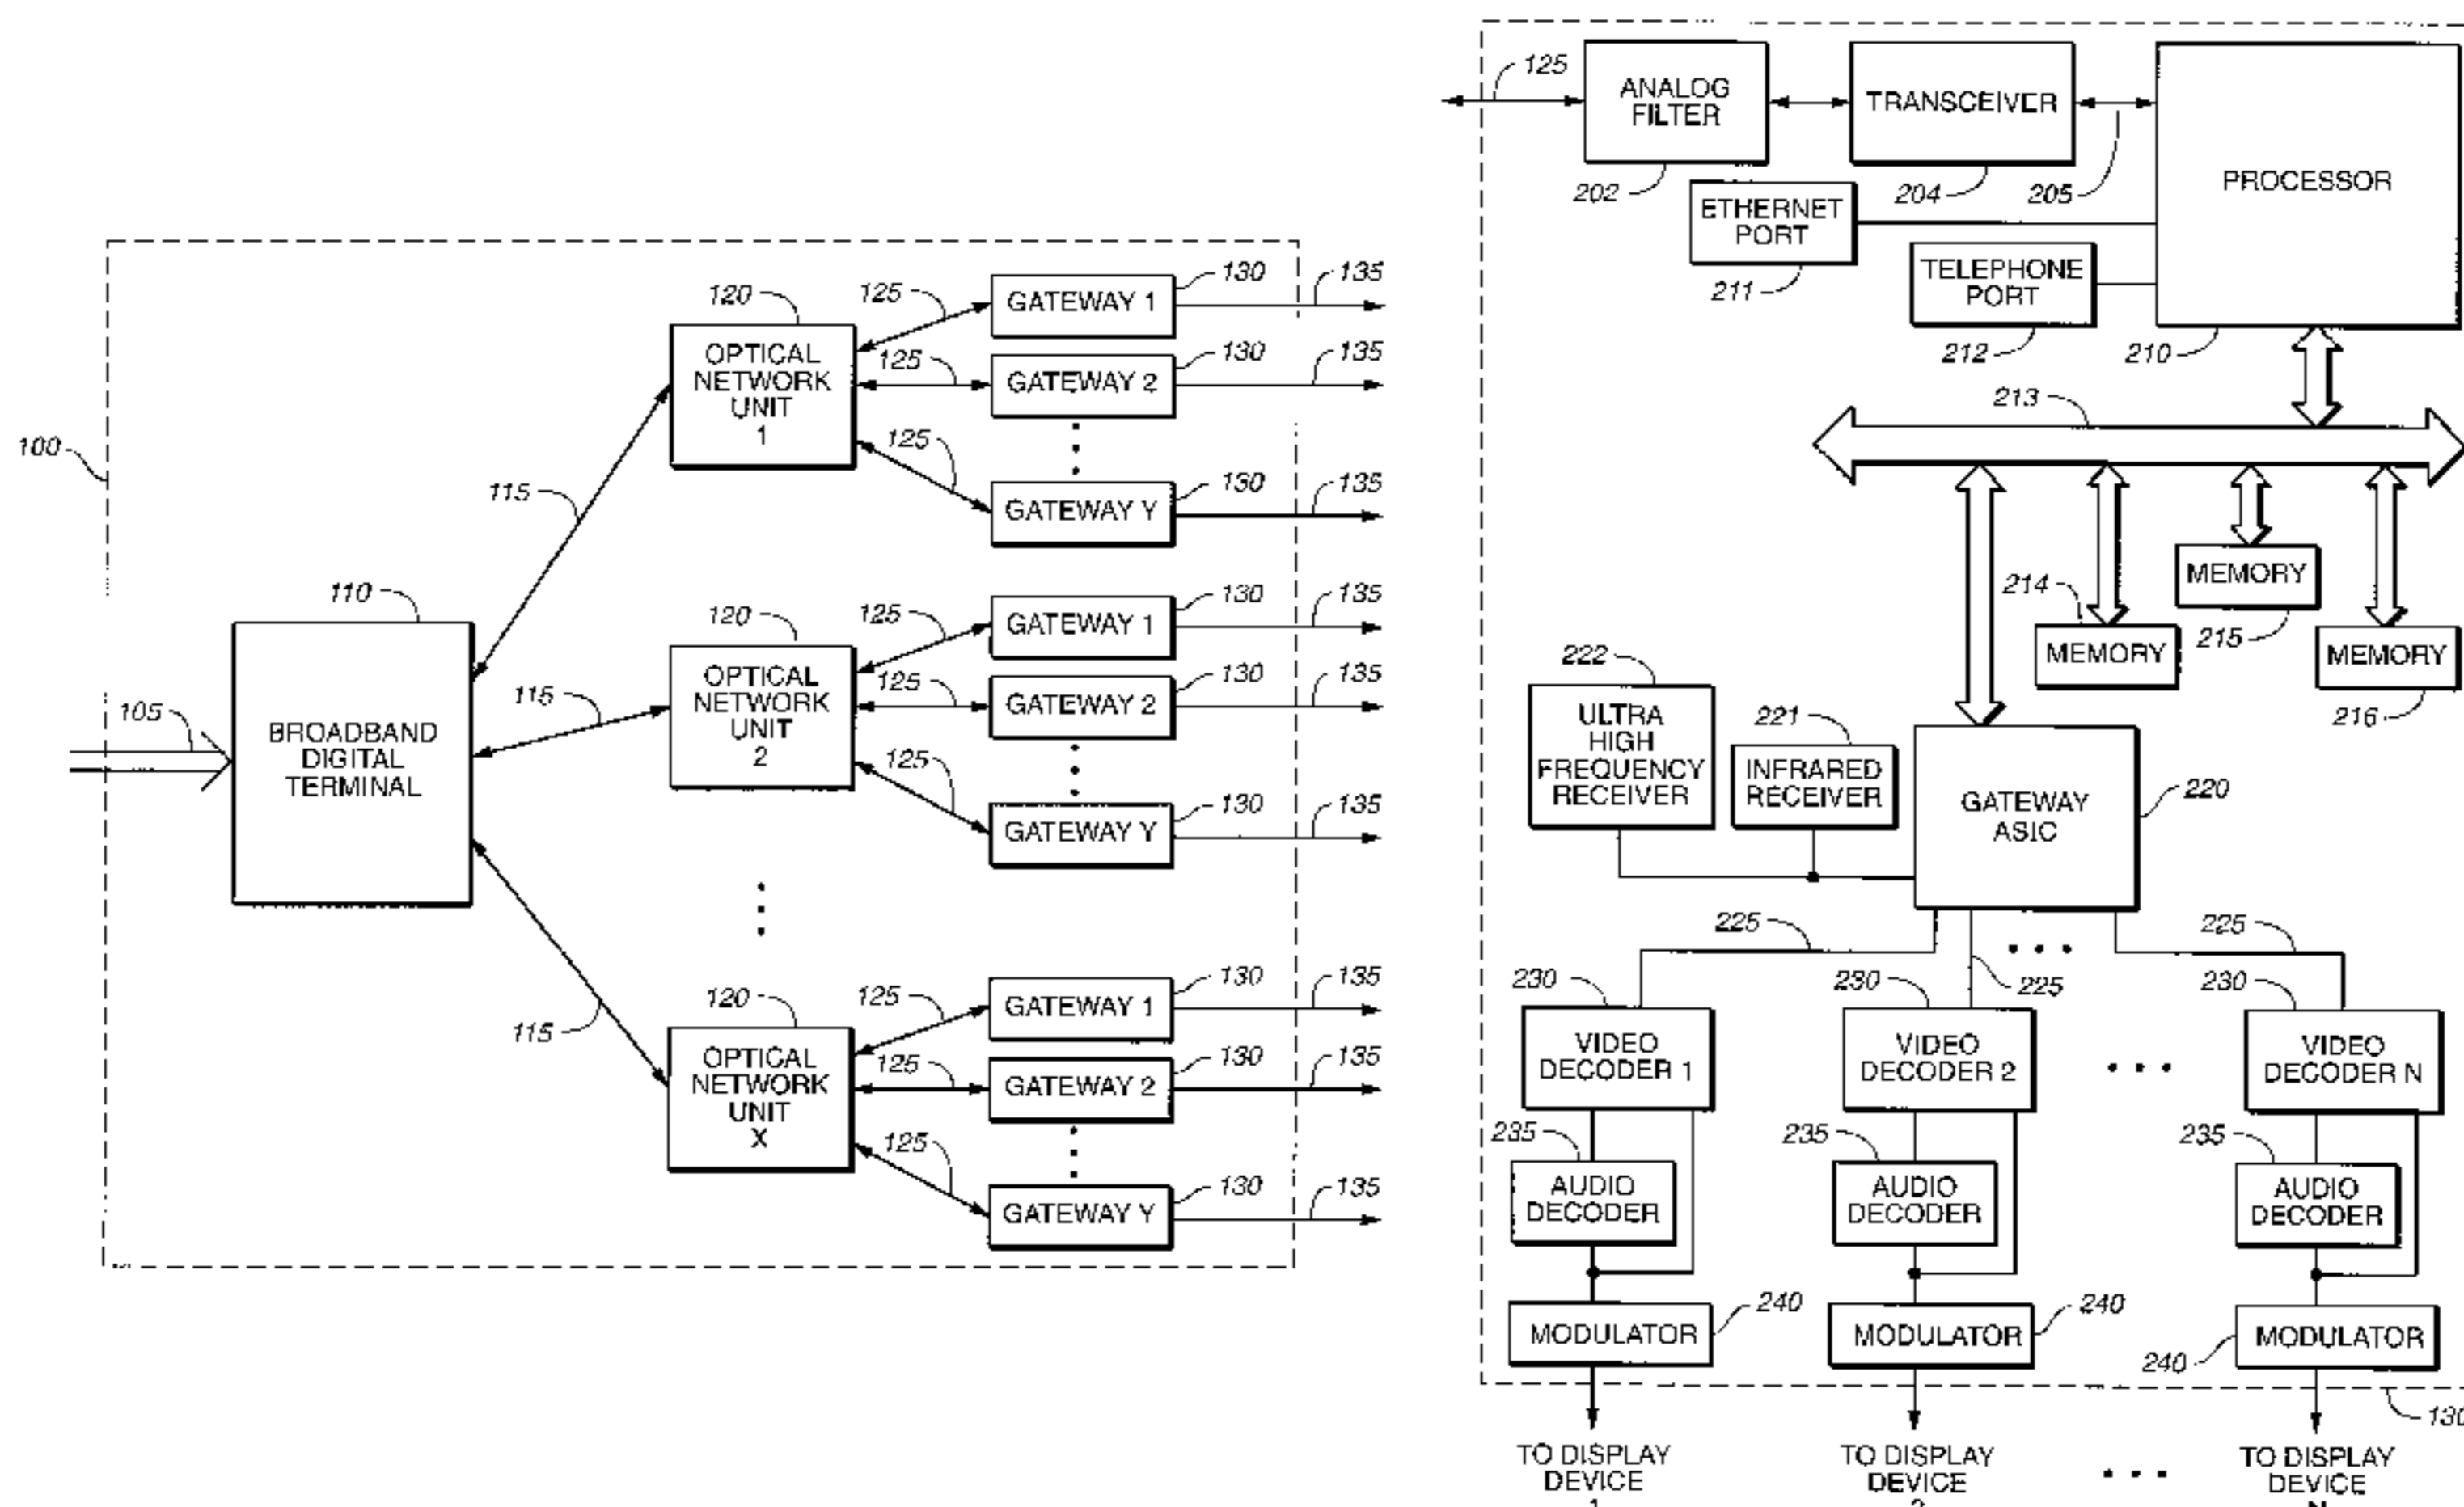 100
105
110
BROADBAND
DIGITAL
TERMINAL
115
115
115
120
OPTICAL
NETWORK
UNIT
1
125
125
125
GATEWAY 1
130
135
GATEWAY 2
130
135
GATEWAY Y
130
135
120
OPTICAL
NETWORK
UNIT
2
125
125
125
GATEWAY 1
130
135
GATEWAY 2
130
135
GATEWAY Y
130
135
120
OPTICAL
NETWORK
UNIT
X
125
125
125
GATEWAY 1
130
135
GATEWAY 2
130
135
GATEWAY Y
130
135
125
ANALOG
FILTER
202
TRANSCEIVER
204
205
PROCESSOR
210
ETHERNET
PORT
211
TELEPHONE
PORT
212
213
214
MEMORY
MEMORY
215
MEMORY
216
222
ULTRA
HIGH
FREQUENCY
RECEIVER
221
INFRARED
RECEIVER
GATEWAY
ASIC
220
225
225
225
230
VIDEO
DECODER 1
230
VIDEO
DECODER 2
230
VIDEO
DECODER N
235
AUDIO
DECODER
235
AUDIO
DECODER
235
AUDIO
DECODER
MODULATOR
240
MODULATOR
240
MODULATOR
240
130
TO DISPLAY
DEVICE
TO DISPLAY
DEVICE
TO DISPLAY
DEVICE